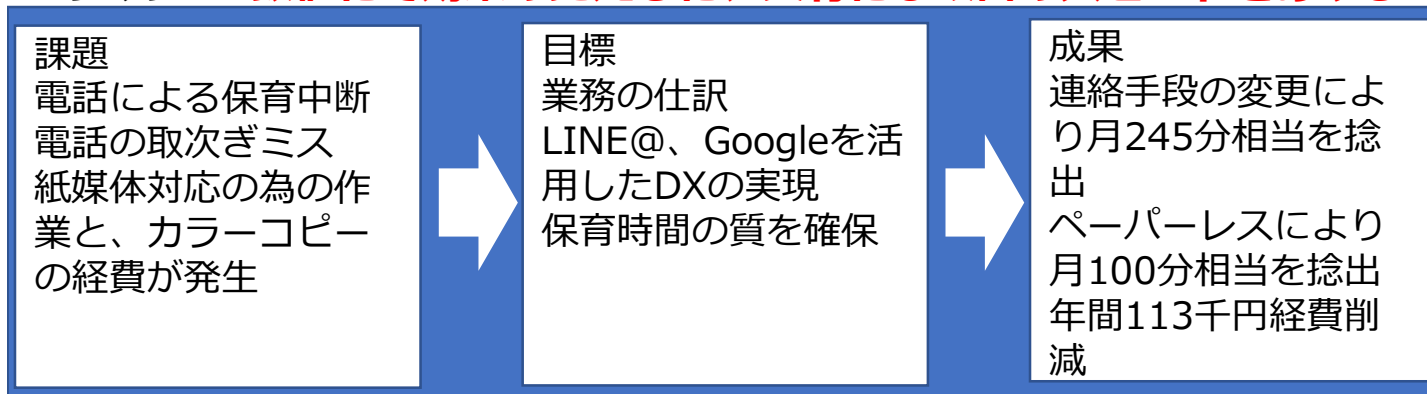 課題
電話による保育中断
電話の取次ぎミス
紙媒体対応の為の作
業と、カラーコピー
の経費が発生
目標
業務の仕訳
LINE@、Googleを活
用したDXの実現
保育時間の質を確保
成果
連絡手段の変更によ
り月245分相当を捻
出
ペーパーレスにより
月100分相当を捻出
年間113千円経費削
減